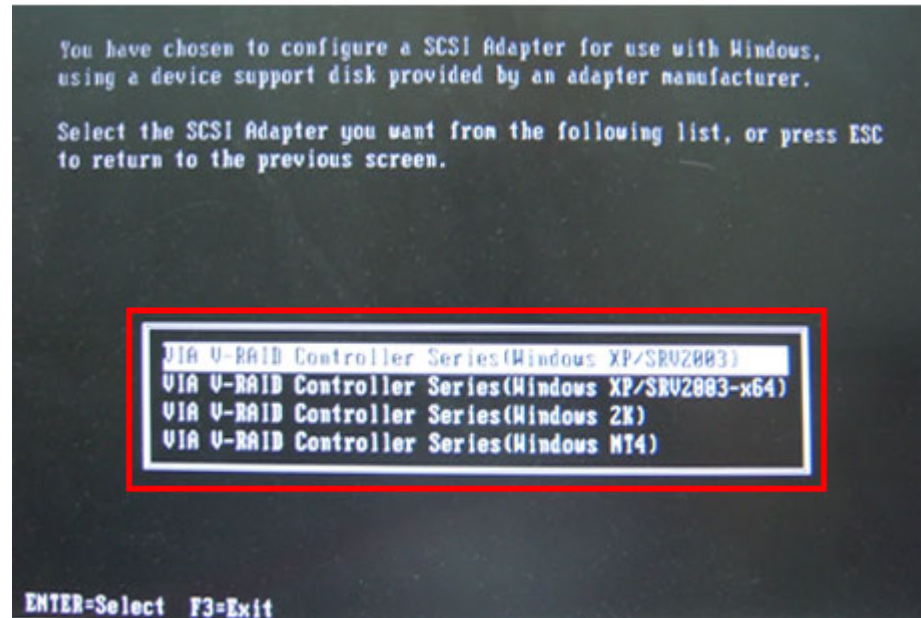 You have chosen to configure a SCSI Adapter for use with Windows,
using a device support disk provided by an adapter manufacturer.
Select the SCSI Adapter you want from the following list, or press ESC
to return to the previous screen.
VIA V-RAID Controller Series(Windows XP/SRV2003)
VIA V-RAID Controller Series(Windows XP/SRV2003-x64)
VIA V-RAID Controller Series(Windows 2K)
VIA V-RAID Controller Series(Windows NT4)
ENTER=Select F3=Exit